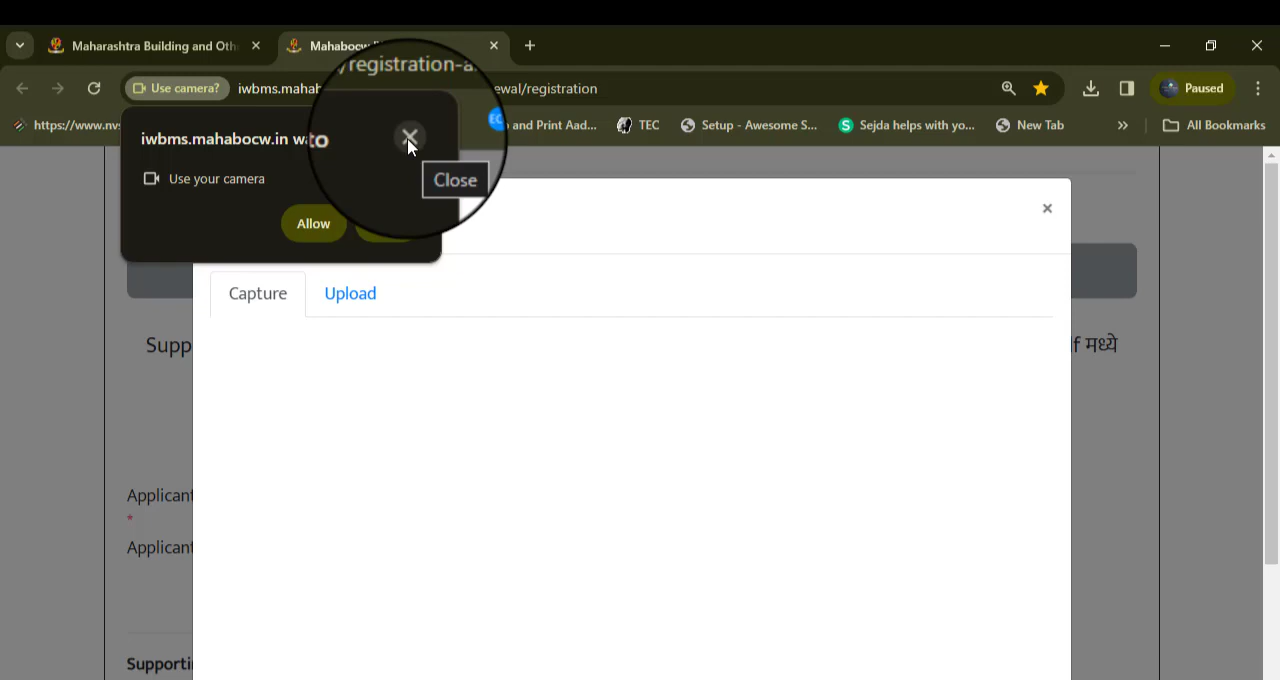 Maharashtra Building and Oth
Mahabocw
Use camera?
iwbms.mahab
/registration-a
ewal/registration
Paused
https://www.nvs
and Print Aad...
TEC
Setup - Awesome S...
Sejda helps with yo...
New Tab
All Bookmarks
iwbms.mahabocw.in
to
Use your camera
Close
Allow
Capture
Upload
Supp
f मध्ये
Applicant
*
Applicant
Supporti